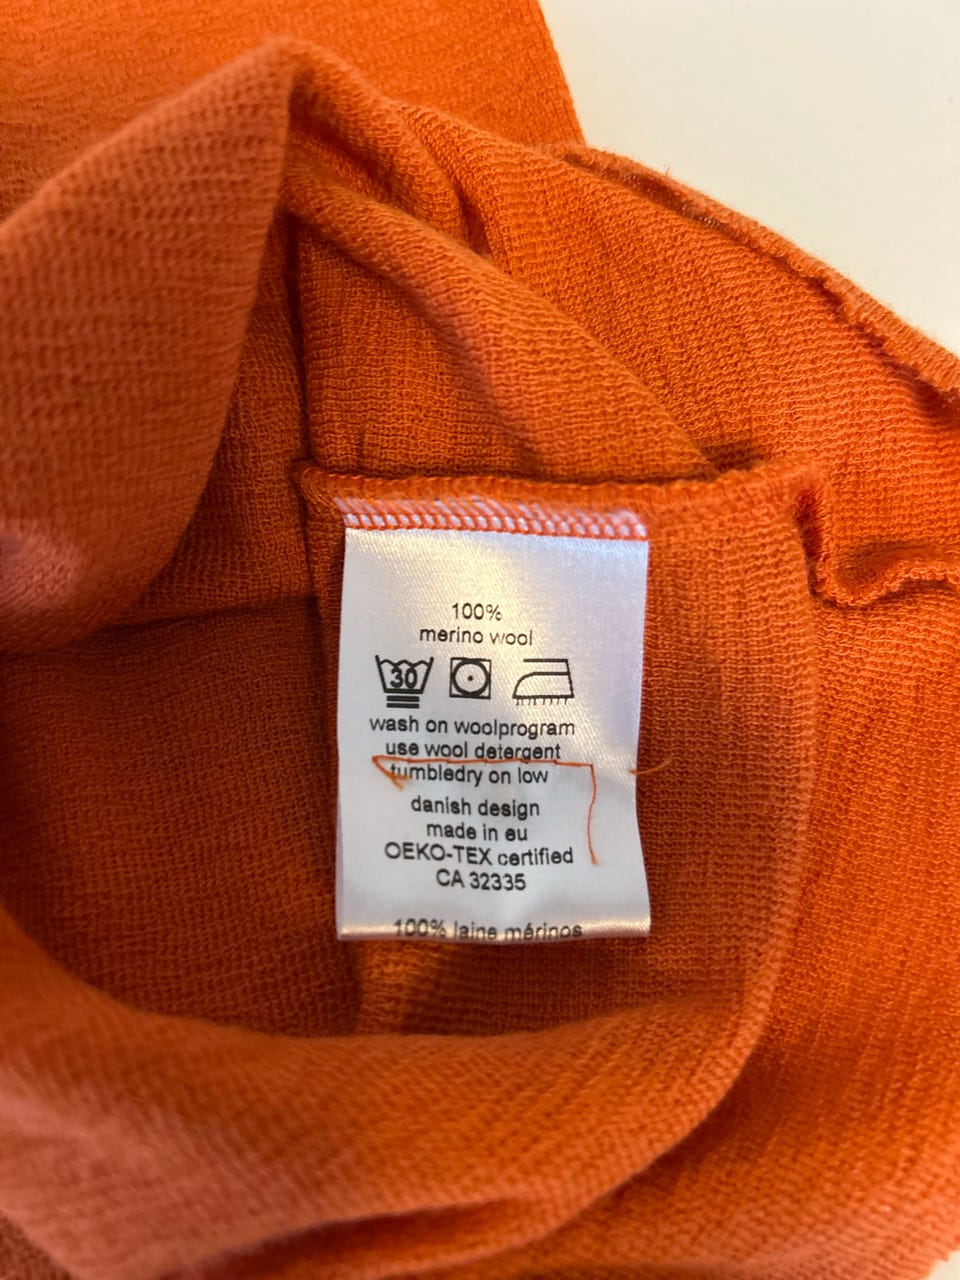 100%
merino wool
30
wash on woolprogram
use wool detergent
tumbledry on low
danish design
made in eu
OEKO-TEX certified
CA 32335
100% laine mérinos